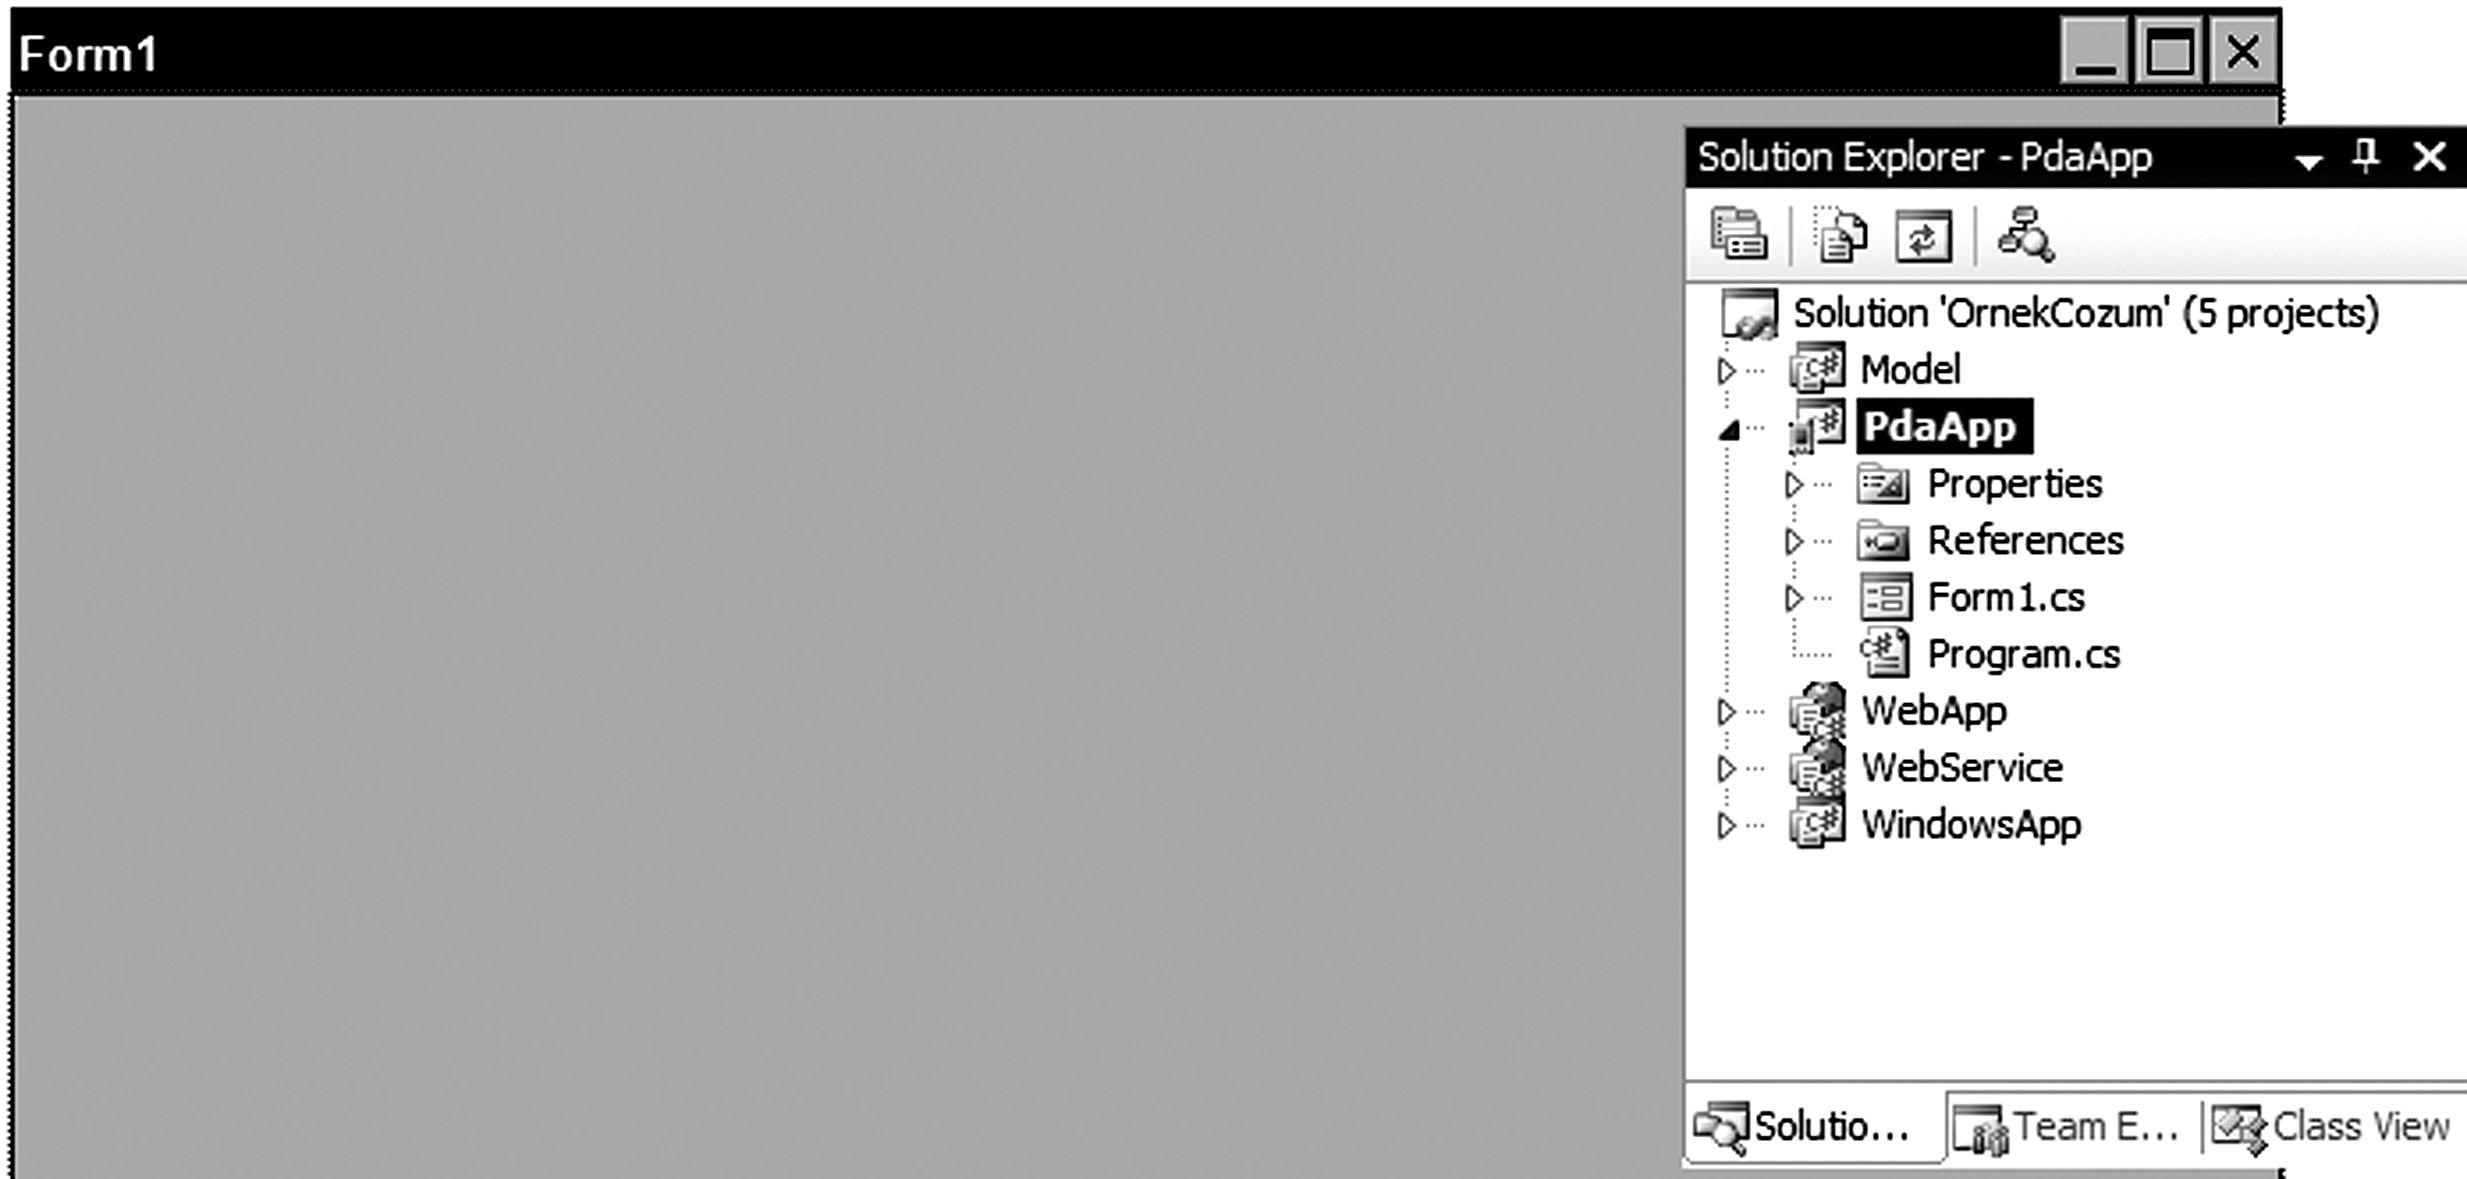 Form1
Solution Explorer - PdaApp
Solution 'OrnekCozum' (5 projects)
Model
PdaApp
Properties
References
Form1.cs
Program.cs
WebApp
WebService
WindowsApp
Solutio... Team E... Class View